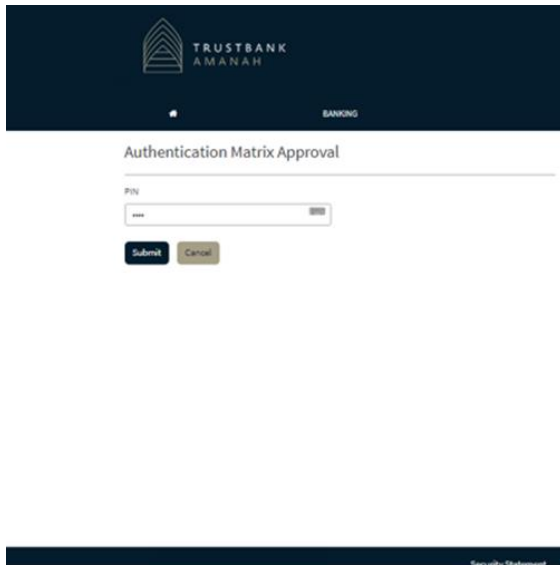 TRUSTBANK
AMANAH
BANKING
Authentication Matrix Approval
PIN
••••
Submit
Cancel
Security Statement